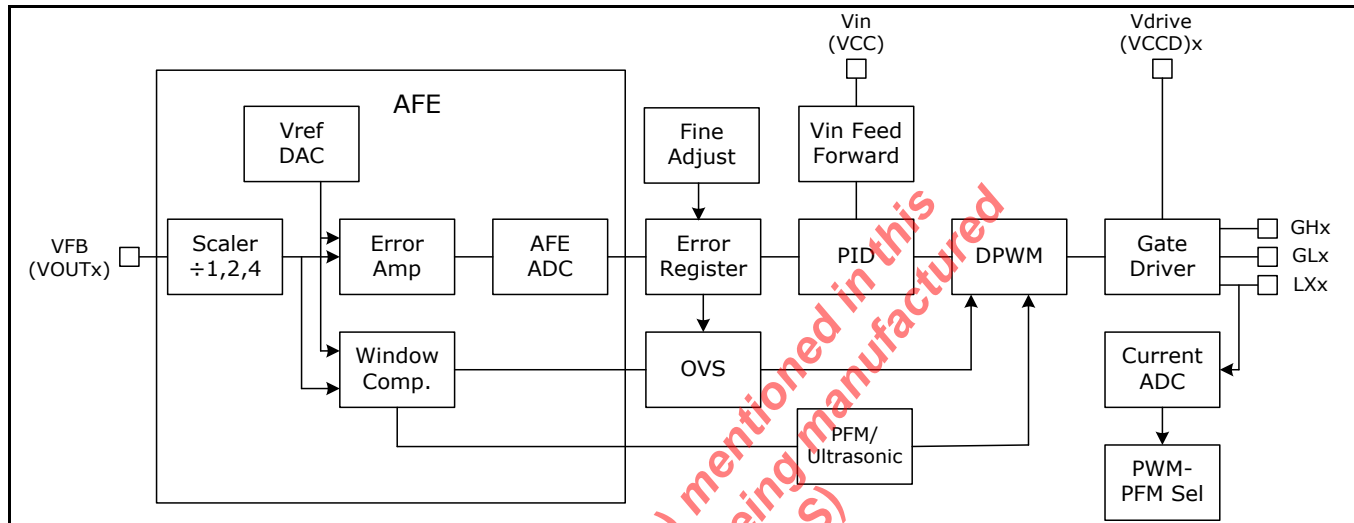 Vin
(VCC)
Vdrive
(VCCD)x
AFE
Vref
DAC
Fine
Adjust
Vin Feed
Forward
VFB
(VOUTx)
Scaler
÷1,2,4
Error
Amp
AFE
ADC
Error
Register
PID
DPWM
Gate
Driver
GHx
GLx
LXx
Window
Comp.
OVS
Current
ADC
PFM/
Ultrasonic
PWM-
PFM Sel
) mentioned in this
eing manufactured
S)